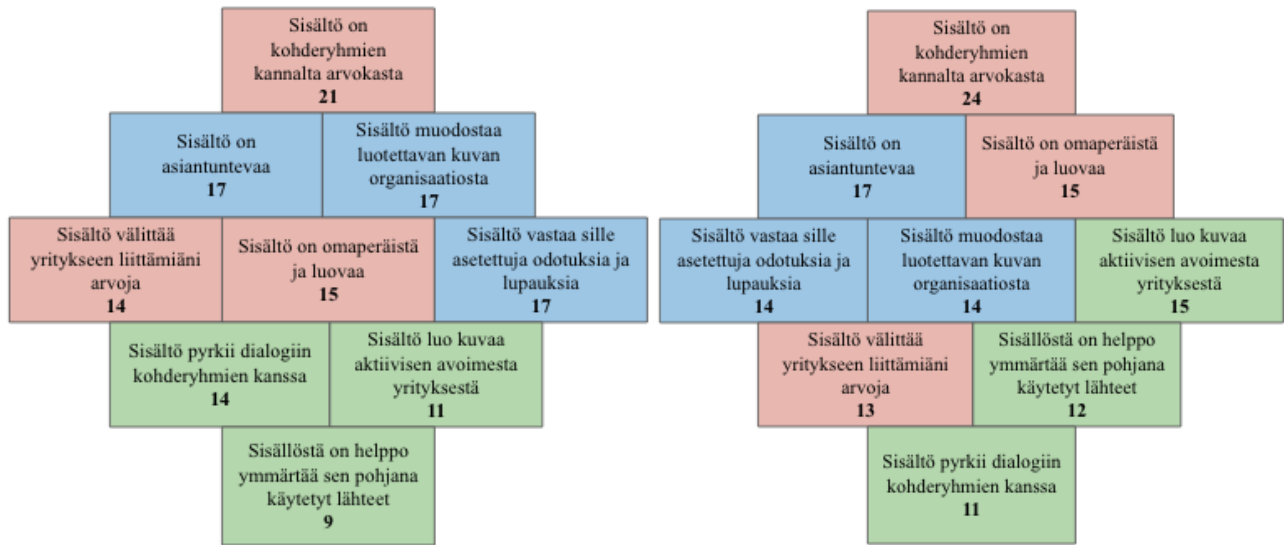 Sisältö on
kohderyhmien
kannalta arvokasta
21
Sisältö on
asiantuntevaa
17
Sisältö muodostaa
luotettavan kuvan
organisaatiosta
17
Sisältö välittää
yritykseen liittämiäni
arvoja
14
Sisältö on omaperäistä
ja luovaa
15
Sisältö vastaa sille
asetettuja odotuksia ja
lupauksia
17
Sisältö pyrkii dialogiin
kohderyhmien kanssa
14
Sisältö luo kuvaa
aktiivisen avoimesta
yrityksestä
11
Sisällöstä on helppo
ymmärtää sen pohjana
käytetyt lähteet
9
Sisältö on
kohderyhmien
kannalta arvokasta
24
Sisältö on
asiantuntevaa
17
Sisältö on omaperäistä
ja luovaa
15
Sisältö vastaa sille
asetettuja odotuksia ja
lupauksia
14
Sisältö muodostaa
luotettavan kuvan
organisaatiosta
14
Sisältö luo kuvaa
aktiivisen avoimesta
yrityksestä
15
Sisältö välittää
yritykseen liittämiäni
arvoja
13
Sisällöstä on helppo
ymmärtää sen pohjana
käytetyt lähteet
12
Sisältö pyrkii dialogiin
kohderyhmien kanssa
11